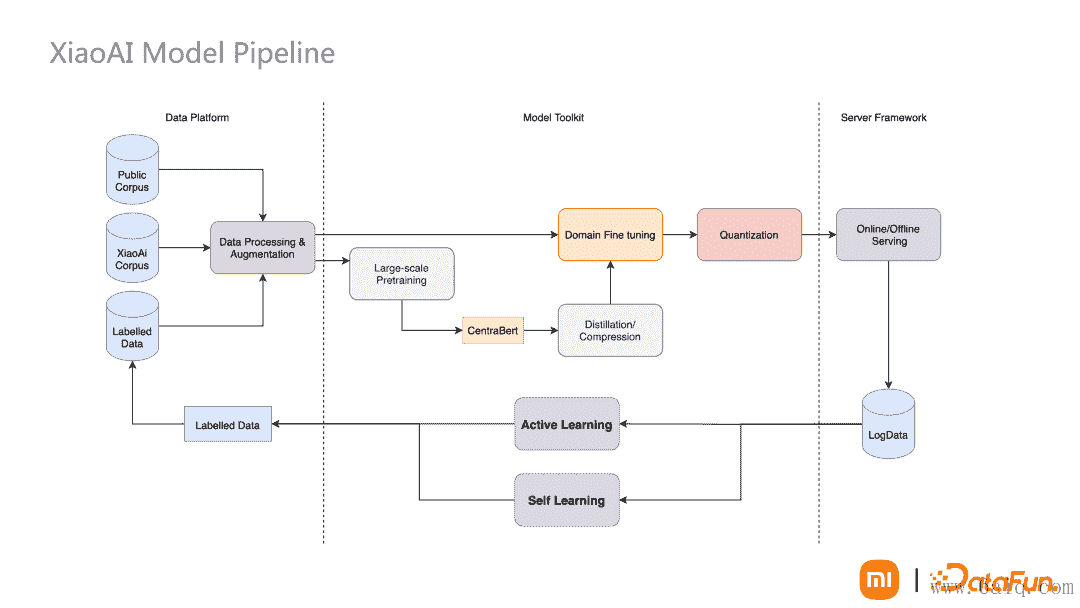 XiaoAI Model Pipeline
Data Platform
Model Toolkit
Server Framework
Public
Corpus
XiaoAi
Corpus
Labelled
Data
Data Processing &
Augmentation
Large-scale
Pretraining
CentraBert
Distillation/
Compression
Domain Fine tuning
Quantization
Online/Offline
Serving
LogData
Active Learning
Self Learning
Labelled Data
mi
DataFun.